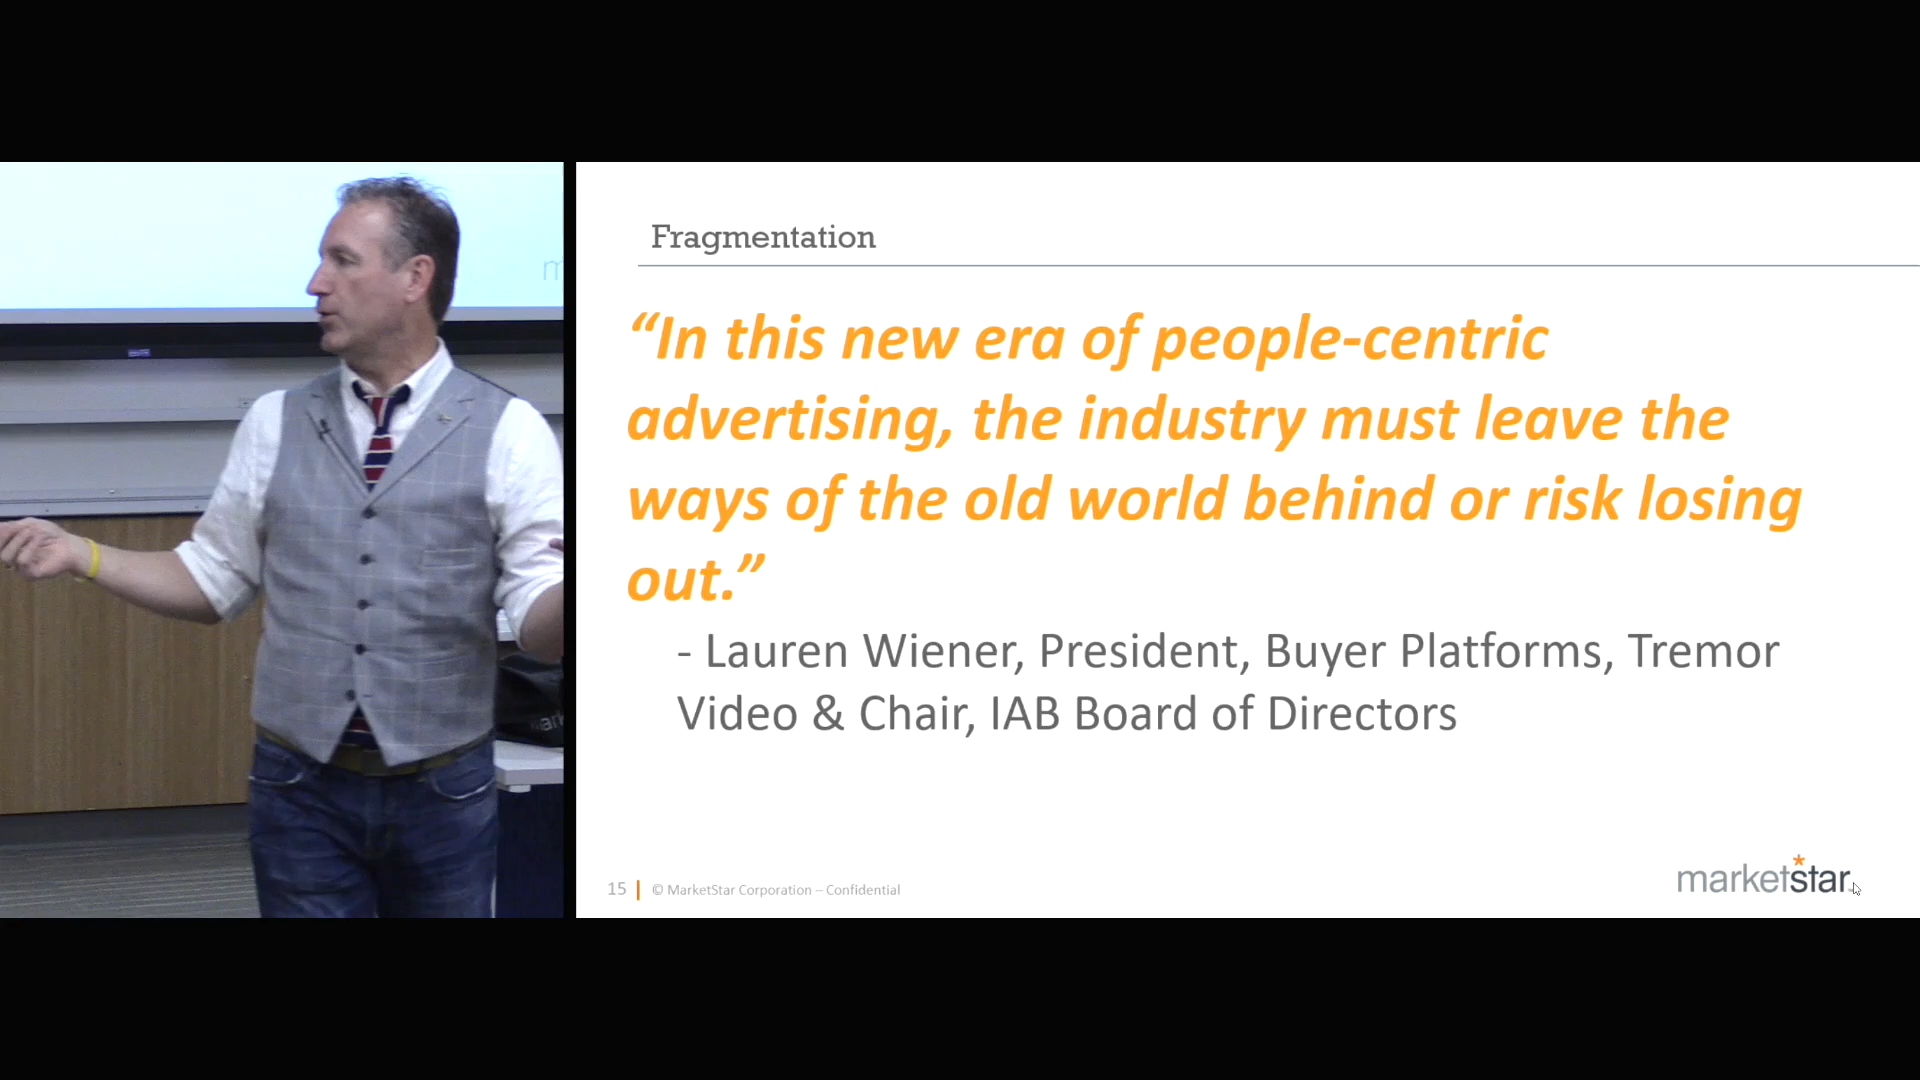 Fragmentation
“In this new era of people-centric
advertising, the industry must leave the
ways of the old world behind or risk losing
out.”
- Lauren Wiener, President, Buyer Platforms, Tremor
Video & Chair, IAB Board of Directors
15 | © MarketStar Corporation – Confidential
marketstar